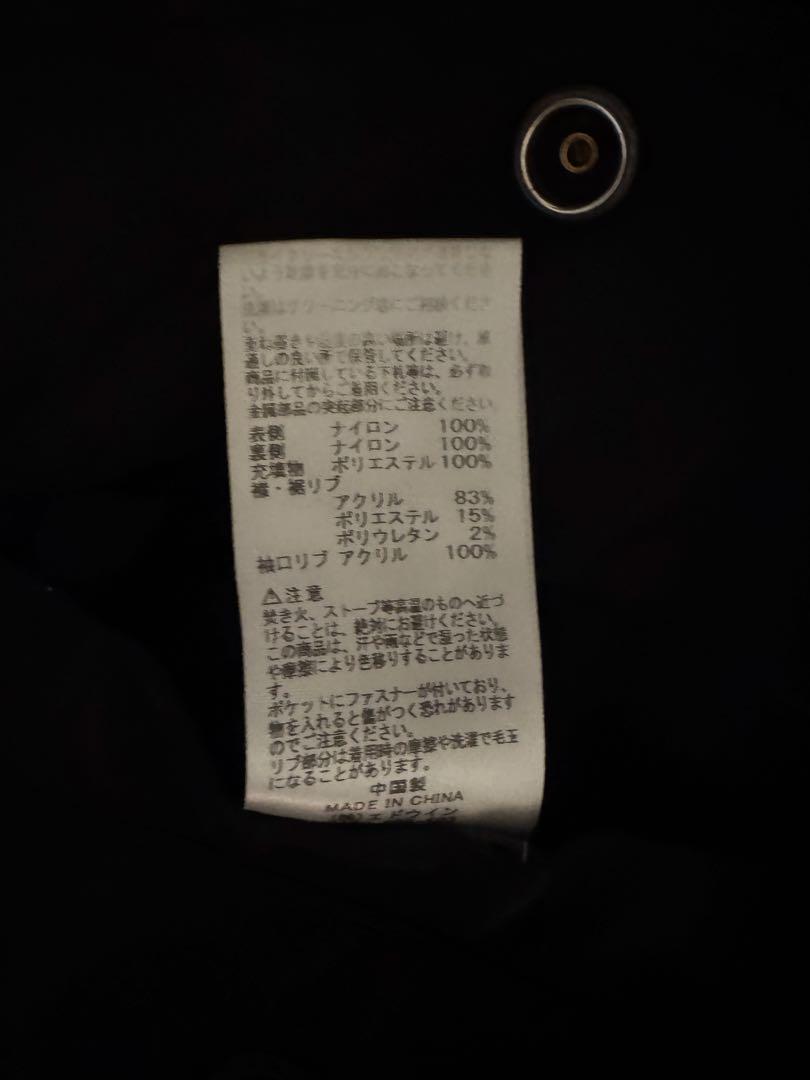 洗濯はクリーニング店にご相談くださ
い。
重ね置きや湿度の高い場所は避け、風
通しの良い所で保管してください。
商品に付属している下札等は、必ず取
り外してからご着用ください。
金属部品の突起部分にご注意ください
表側 ナイロン 100%
裏側 ナイロン 100%
充填物 ポリエステル 100%
襟・裾リブ
アクリル 83%
ポリエステル 15%
ポリウレタン 2%
袖口リブ アクリル 100%
⚠注意
焚き火、ストーブ等高温のものへ近づ
けることは、絶対にお避けください。
この商品は、汗や雨などで湿った状態
や摩擦により色移りすることがありま
す。
ポケットにファスナーが付いており、
物を入れると傷がつく恐れがあります
のでご注意ください。
リブ部分は着用時の摩擦や洗濯で毛玉
になることがあります。
中国製
MADE IN CHINA
(株)エドウイン